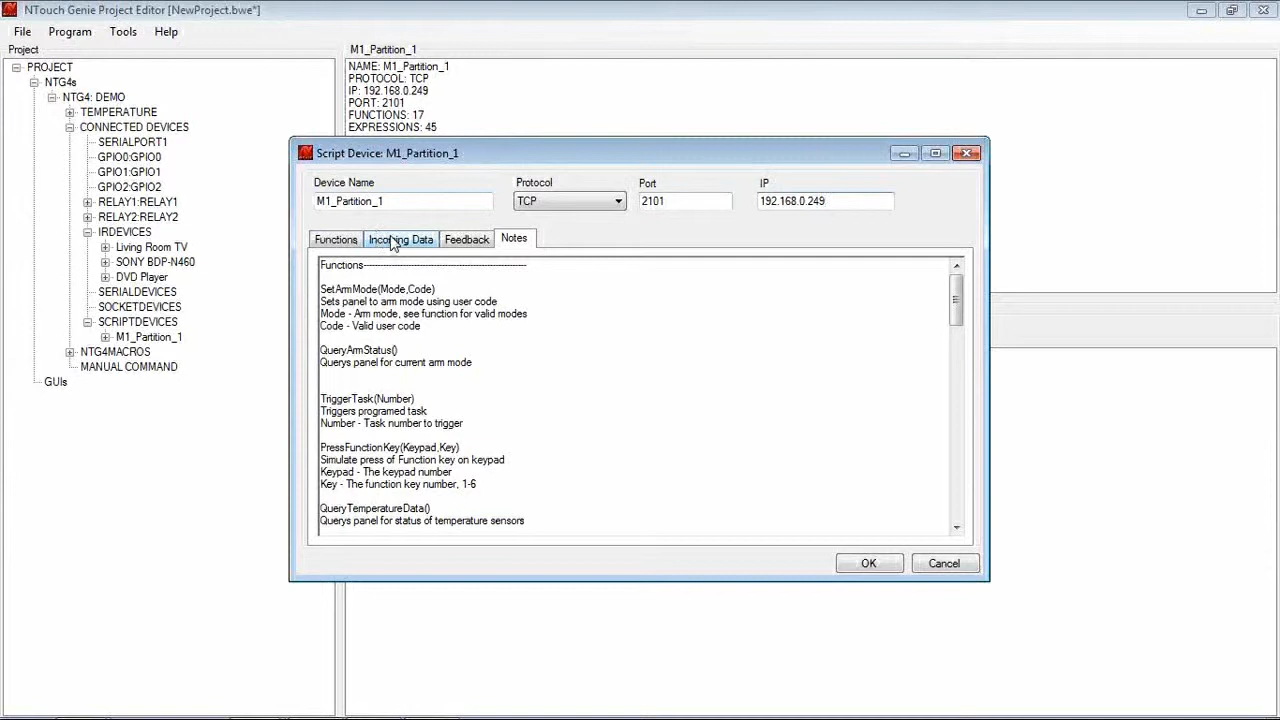 NTouch Genie Project Editor [NewProject.bwe*]
File Program Tools Help
Project
PROJECT
NTG4s
NTG4: DEMO
TEMPERATURE
CONNECTED DEVICES
SERIALPORT1
GPIO0:GPIO0
GPIO1:GPIO1
GPIO2:GPIO2
RELAY1:RELAY1
RELAY2:RELAY2
IRDEVICES
Living Room TV
SONY BDP-N460
DVD Player
SERIALDEVICES
SOCKETDEVICES
SCRIPTDEVICES
M1_Partition_1
NTG4MACROS
MANUAL COMMAND
GUIs
M1_Partition_1
NAME: M1_Partition_1
PROTOCOL: TCP
IP: 192.168.0.249
PORT: 2101
FUNCTIONS: 17
EXPRESSIONS: 45
Script Device: M1_Partition_1
Device Name Protocol Port IP
M1_Partition_1 TCP 2101 192.168.0.249
Functions Incoming Data Feedback Notes
Functions------------------------------------------------------
SetArmMode(Mode,Code)
Sets panel to arm mode using user code
Mode - Arm mode, see function for valid modes
Code - Valid user code
QueryArmStatus()
Querys panel for current arm mode
TriggerTask(Number)
Triggers programed task
Number - Task number to trigger
PressFunctionKey(Keypad,Key)
Simulate press of Function key on keypad
Keypad - The keypad number
Key - The function key number, 1-6
QueryTemperatureData()
Querys panel for status of temperature sensors
OK Cancel